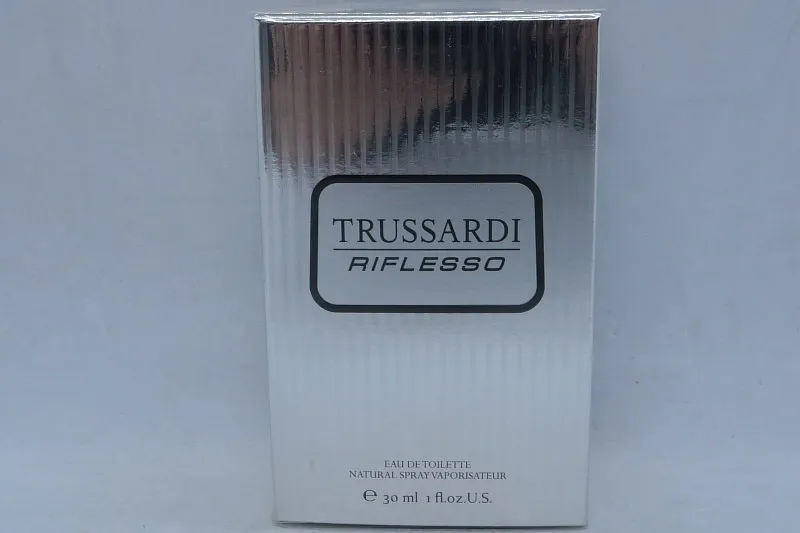 TRUSSARDI
RIFLESSO
EAU DE TOILETTE
NATURAL SPRAY VAPORISATEUR
℮ 30 ml 1 fl.oz.U.S.